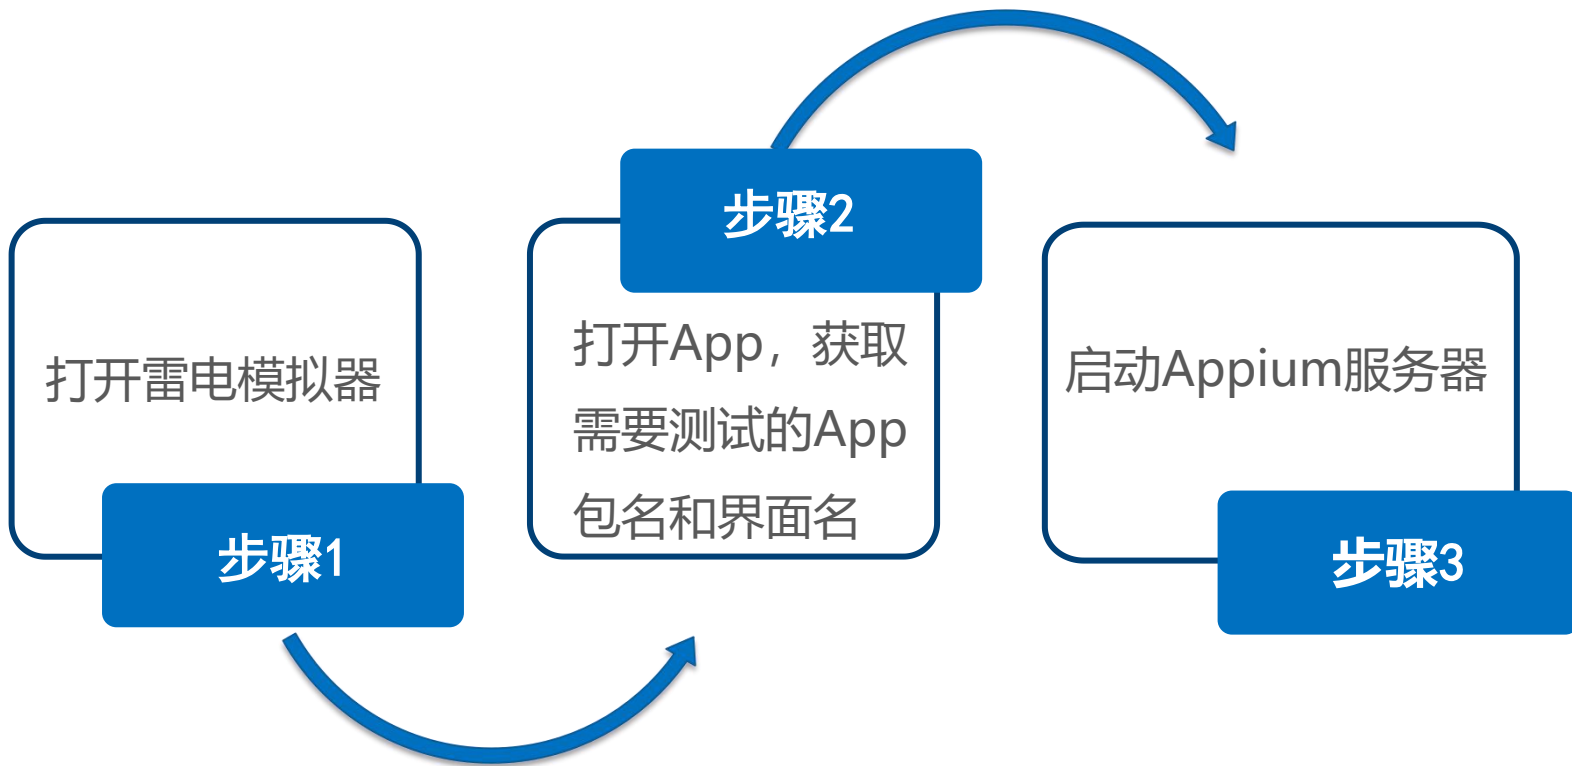 打开雷电模拟器
步骤1
步骤2
打开App，获取
需要测试的App
包名和界面名
启动Appium服务器
步骤3